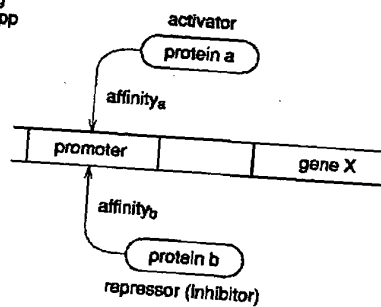 activator
protein a
affinitya
promoter
gene X
affinityb
protein b
repressor (inhibitor)